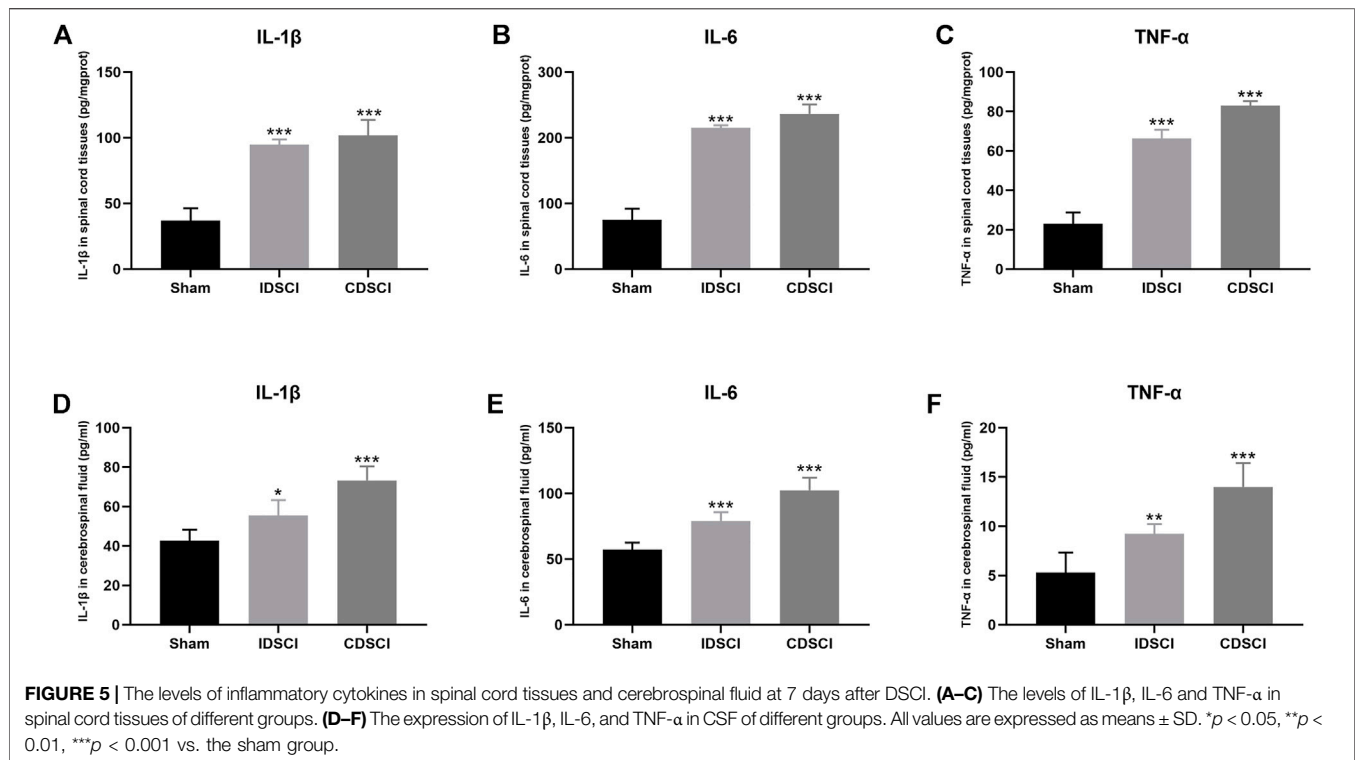 A
IL-1β
IL-1β in spinal cord tissues (pg/mgprot)
150
100
50
0
***
***
Sham IDSCI CDSCI
B
IL-6
IL-6 in spinal cord tissues (pg/mgprot)
300
200
100
0
***
***
Sham IDSCI CDSCI
C
TNF-α
TNF-α in spinal cord tissues (pg/mgprot)
100
80
60
40
20
0
***
***
Sham IDSCI CDSCI
D
IL-1β
IL-1β in cerebrospinal fluid (pg/ml)
100
80
60
40
20
0
*
***
Sham IDSCI CDSCI
E
IL-6
IL-6 in cerebrospinal fluid (pg/ml)
150
100
50
0
***
***
Sham IDSCI CDSCI
F
TNF-α
TNF-α in cerebrospinal fluid (pg/ml)
20
15
10
5
0
**
***
Sham IDSCI CDSCI
FIGURE 5 | The levels of inflammatory cytokines in spinal cord tissues and cerebrospinal fluid at 7 days after DSCI. (A–C) The levels of IL-1β, IL-6 and TNF-α in
spinal cord tissues of different groups. (D–F) The expression of IL-1β, IL-6, and TNF-α in CSF of different groups. All values are expressed as means ± SD. *p < 0.05, **p <
0.01, ***p < 0.001 vs. the sham group.